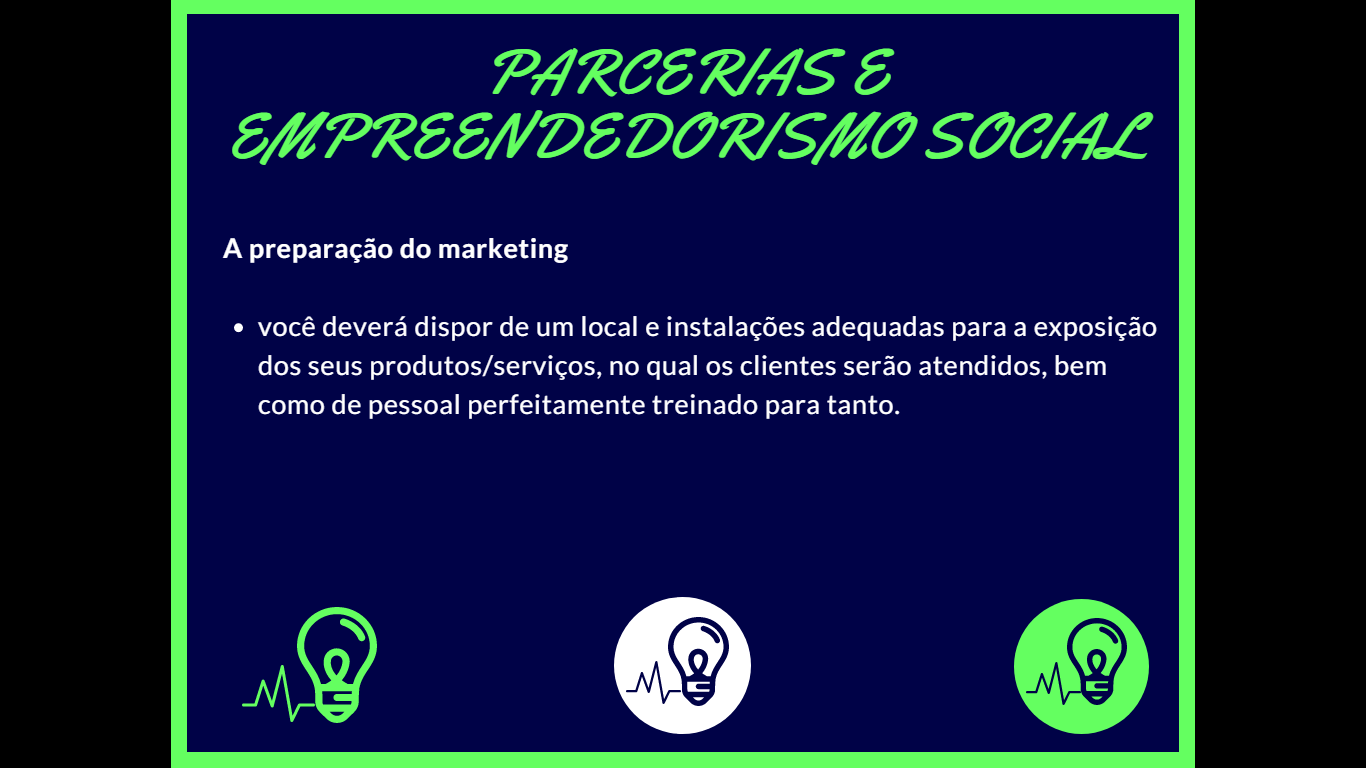 PARCERIAS E
EMPREENDEDORISMO SOCIAL
A preparação do marketing
• você deverá dispor de um local e instalações adequadas para a exposição
dos seus produtos/serviços, no qual os clientes serão atendidos, bem
como de pessoal perfeitamente treinado para tanto.